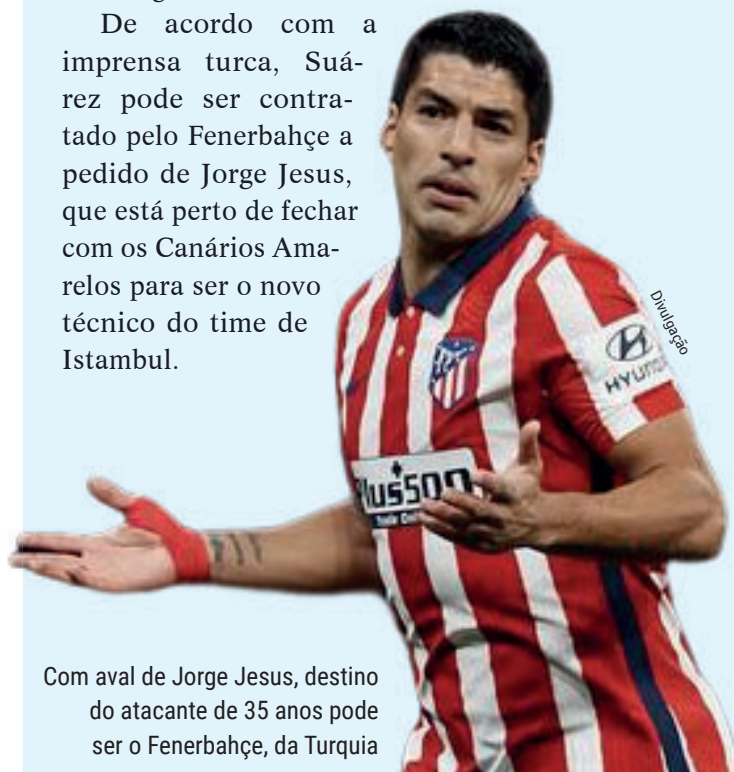 De acordo com a
imprensa turca, Suá-
rez pode ser contra-
tado pelo Fenerbahçe a
pedido de Jorge Jesus,
que está perto de fechar
com os Canários Ama-
relos para ser o novo
técnico do time de
Istambul.
Divulgação
HYUNDAI
Plus500
Com aval de Jorge Jesus, destino
do atacante de 35 anos pode
ser o Fenerbahçe, da Turquia